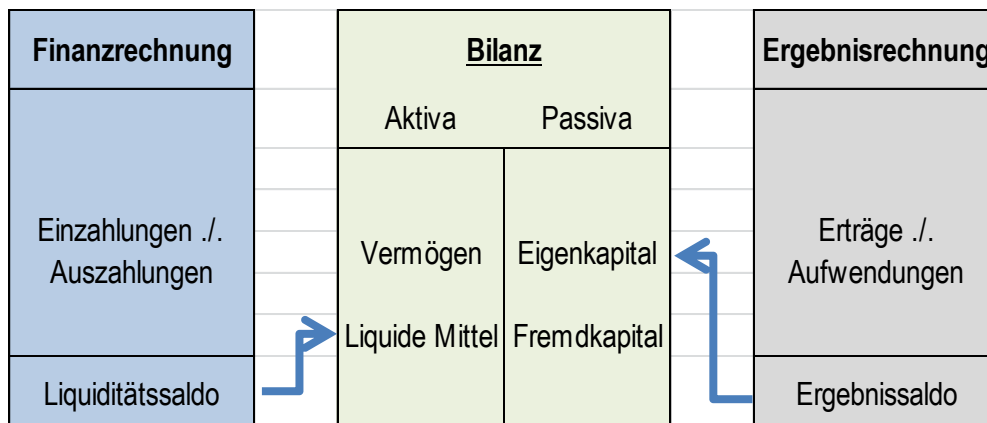 Finanzrechnung
Einzahlungen ./.
Auszahlungen
Liquiditätssaldo
Bilanz
Aktiva Passiva
Vermögen Eigenkapital
Liquide Mittel Fremdkapital
Ergebnisrechnung
Erträge ./.
Aufwendungen
Ergebnissaldo